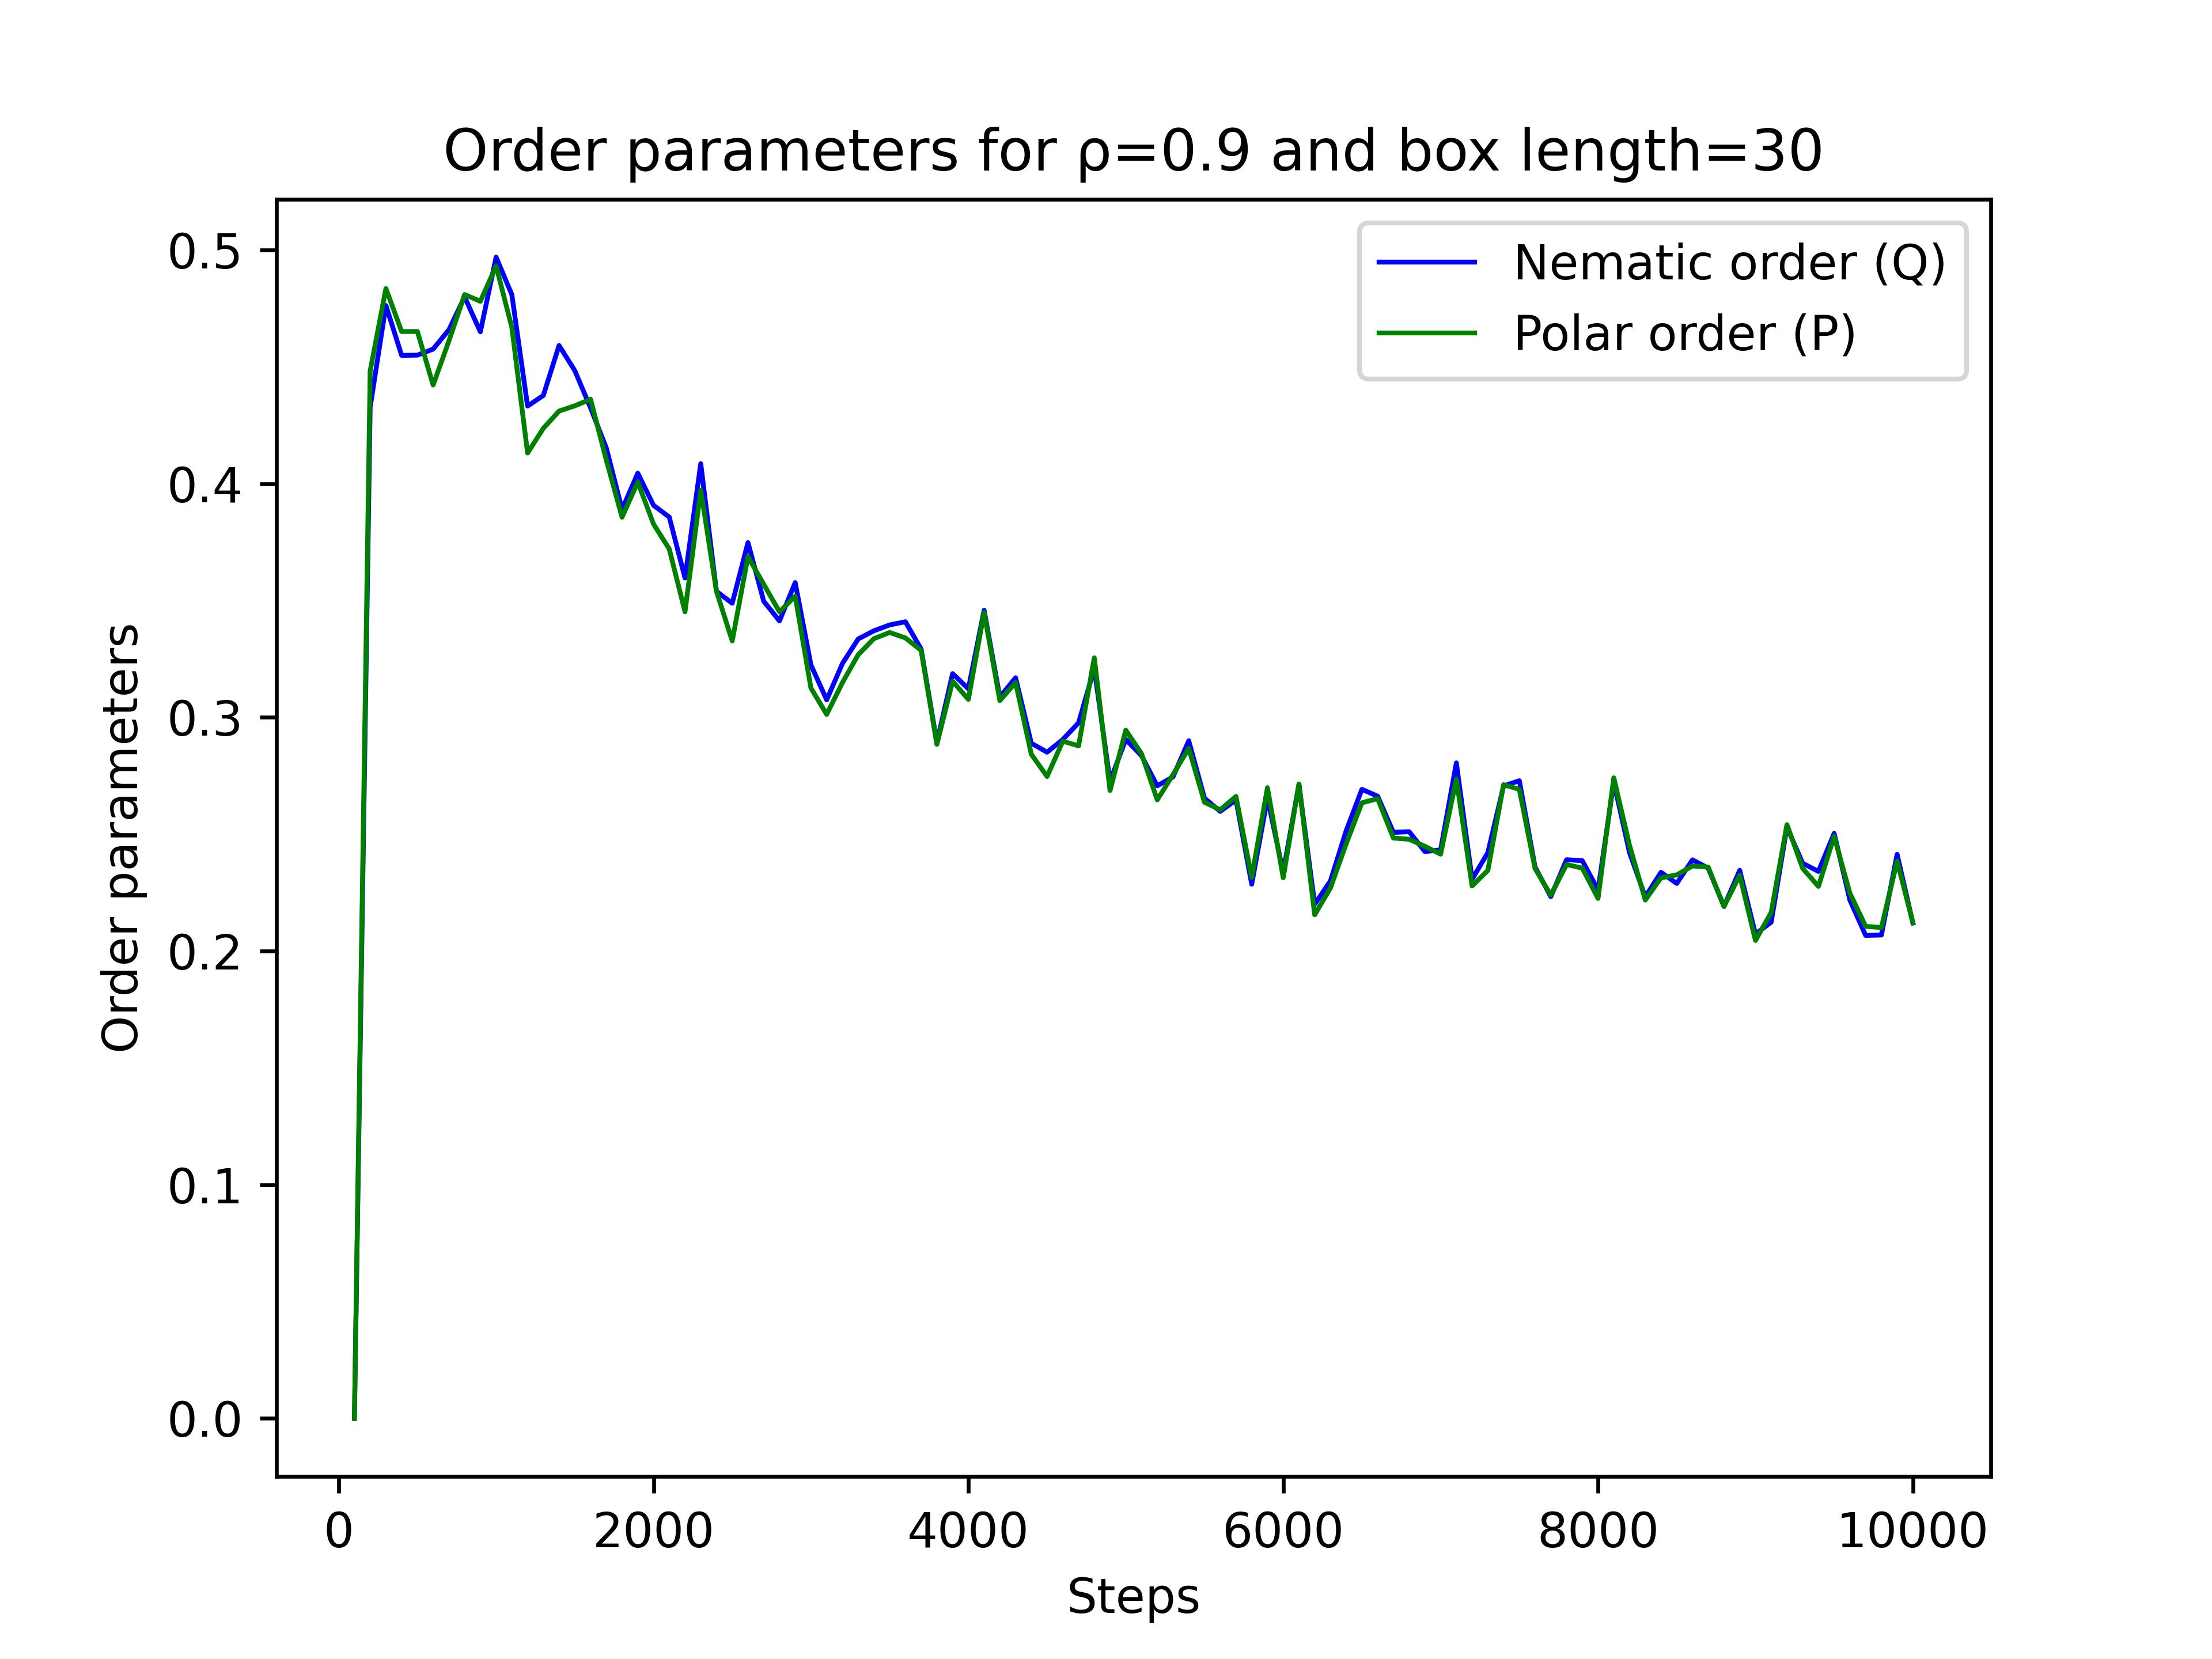 Order parameters for ρ=0.9 and box length=30
Nematic order (Q)
Polar order (P)
Order parameters
0.5
0.4
0.3
0.2
0.1
0.0
0 2000 4000 6000 8000 10000
Steps